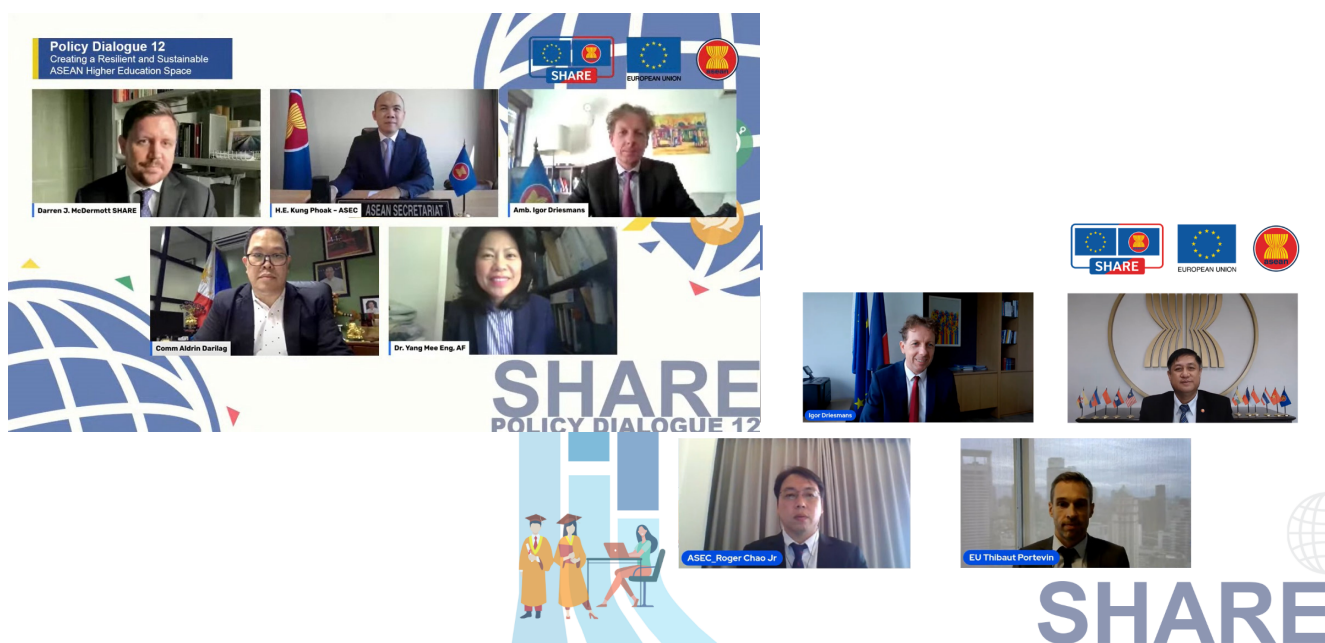 Policy Dialogue 12
Creating a Resilient and Sustainable
ASEAN Higher Education Space
SHARE
EUROPEAN UNION
asean
Darren J. McDermott SHARE
H.E. Kung Phoak – ASEC
ASEAN SECRETARIAT
Amb. Igor Driesmans
Comm Aldrin Darilag
Dr. Yang Mee Eng, AF
SHARE
POLICY DIALOGUE 12
SHARE
EUROPEAN UNION
asean
Igor Driesmans
ASEC_Roger Chao Jr
EU Thibaut Portevin
SHARE